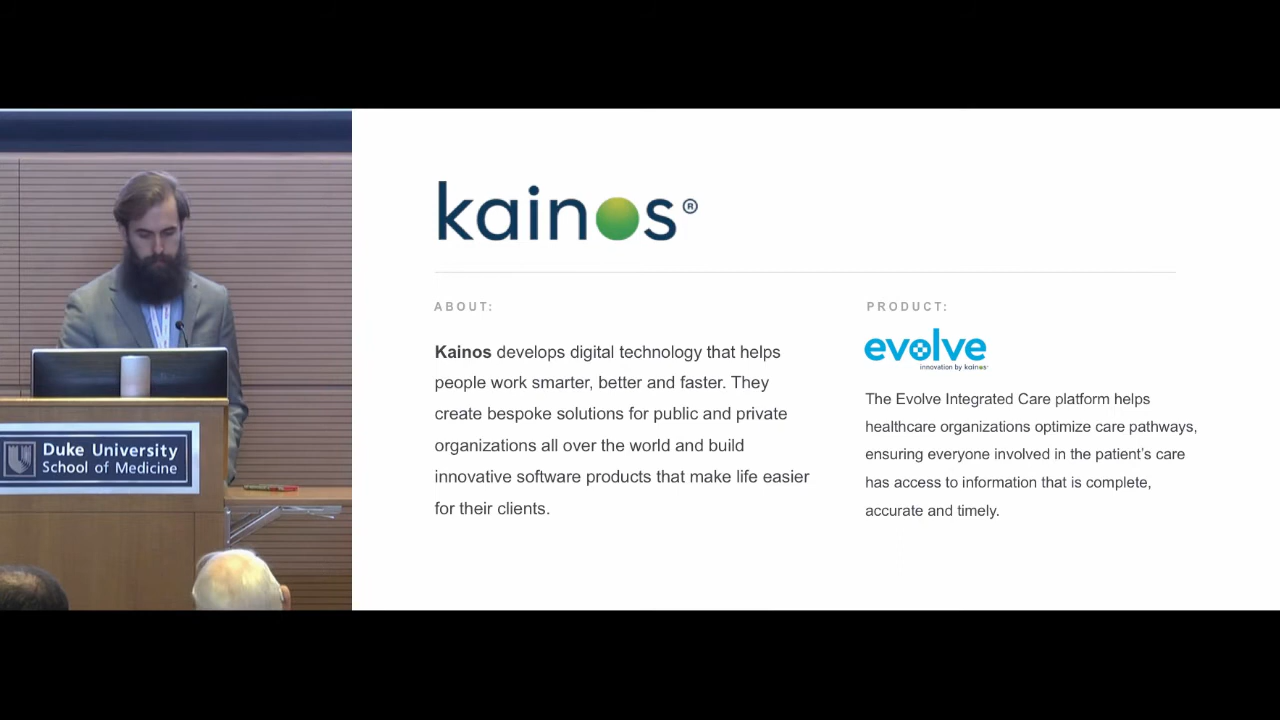 kainos®
ABOUT:
Kainos develops digital technology that helps
people work smarter, better and faster. They
create bespoke solutions for public and private
organizations all over the world and build
innovative software products that make life easier
for their clients.
PRODUCT:
evolve
innovation by kainos
The Evolve Integrated Care platform helps
healthcare organizations optimize care pathways,
ensuring everyone involved in the patient's care
has access to information that is complete,
accurate and timely.
Duke University
School of Medicine